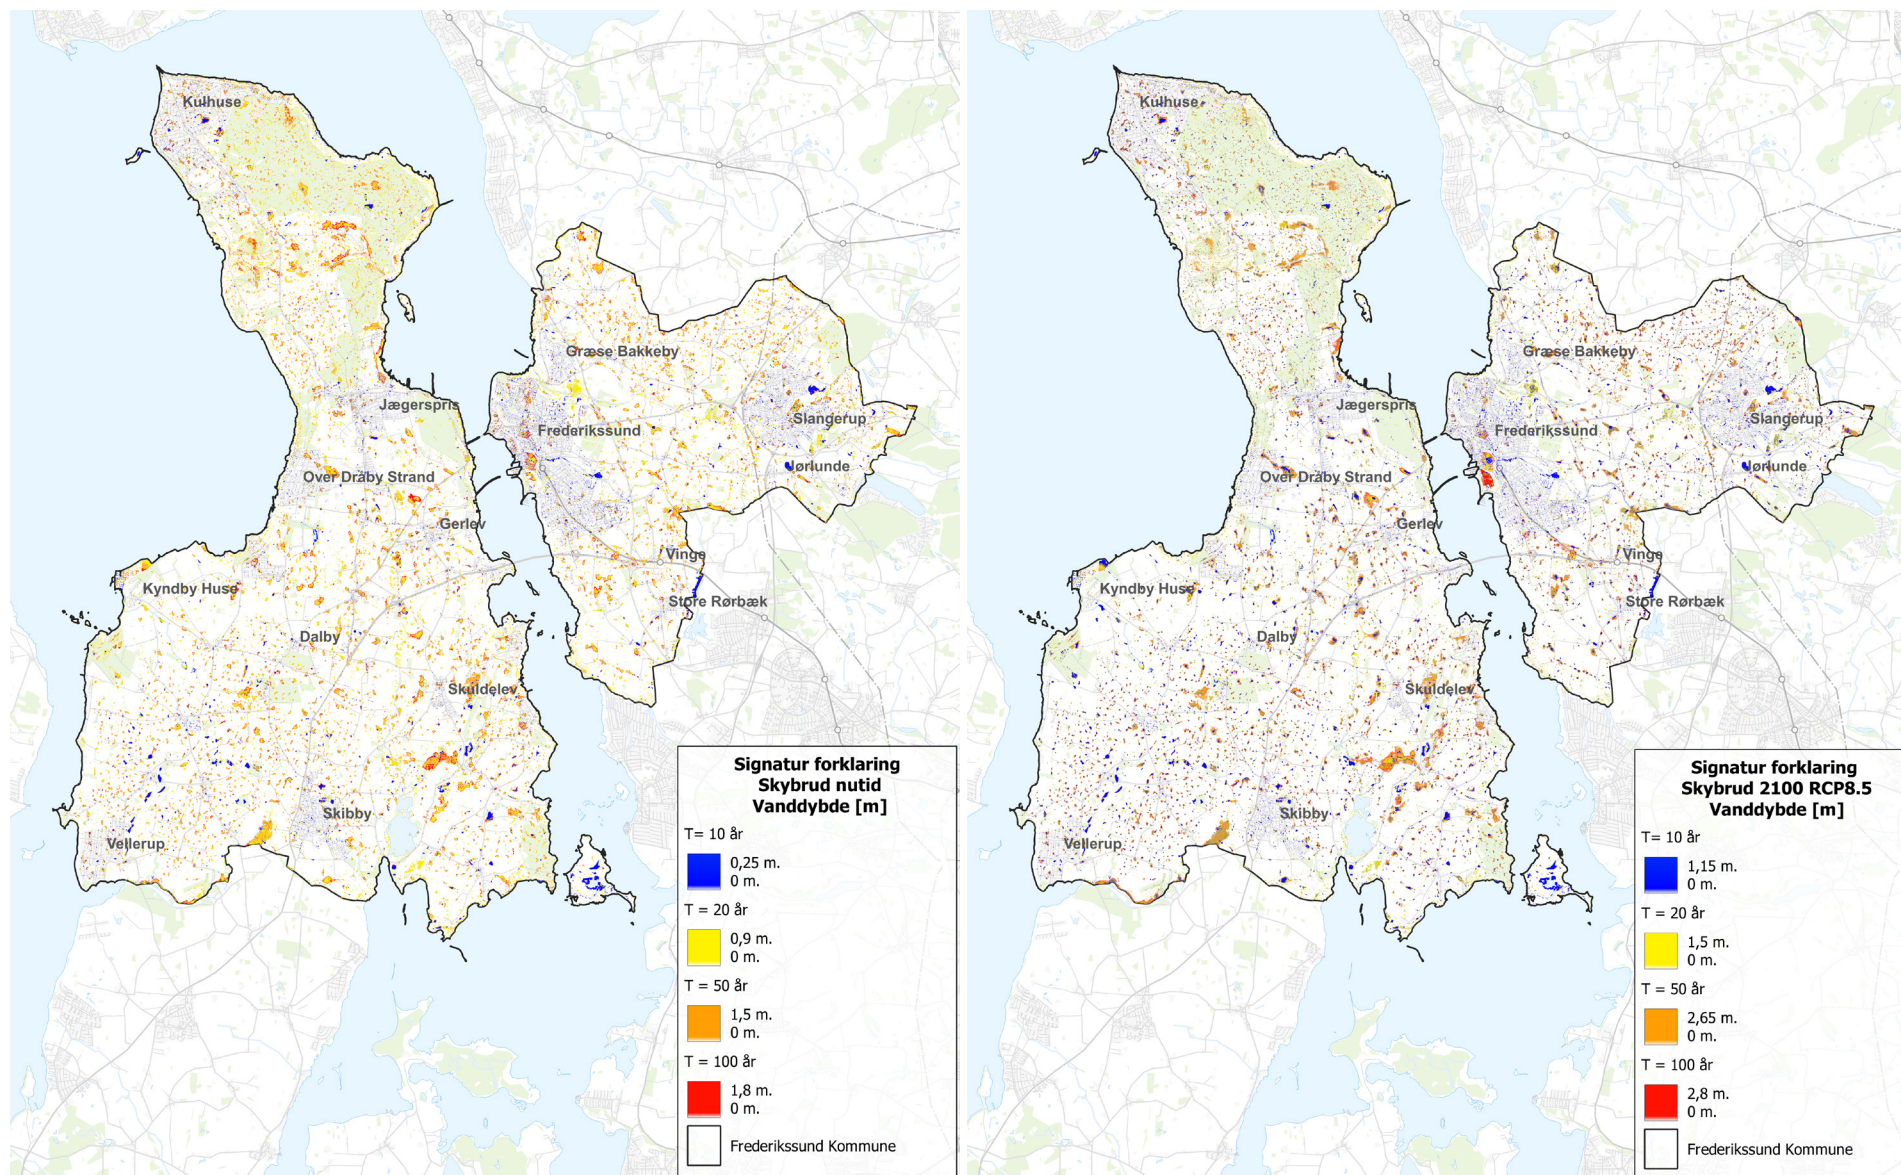 Kulhuse
Græse Bakkeby
Jægerspris
Frederikssund
Slangerup
Jørlunde
Over Dråby Strand
Gerlev
Vinge
Kyndby Huse
Store Rørbæk
Dalby
Skuldelev
Skibby
Vellerup
Signatur forklaring
Skybrud nutid
Vanddybde [m]
T= 10 år
0,25 m.
0 m.
T = 20 år
0,9 m.
0 m.
T = 50 år
1,5 m.
0 m.
T = 100 år
1,8 m.
0 m.
Frederikssund Kommune
Kulhuse
Græse Bakkeby
Jægerspris
Frederikssund
Slangerup
Jørlunde
Over Dråby Strand
Gerlev
Vinge
Kyndby Huse
Store Rørbæk
Dalby
Skuldelev
Skibby
Vellerup
Signatur forklaring
Skybrud 2100 RCP8.5
Vanddybde [m]
T= 10 år
1,15 m.
0 m.
T = 20 år
1,5 m.
0 m.
T = 50 år
2,65 m.
0 m.
T = 100 år
2,8 m.
0 m.
Frederikssund Kommune